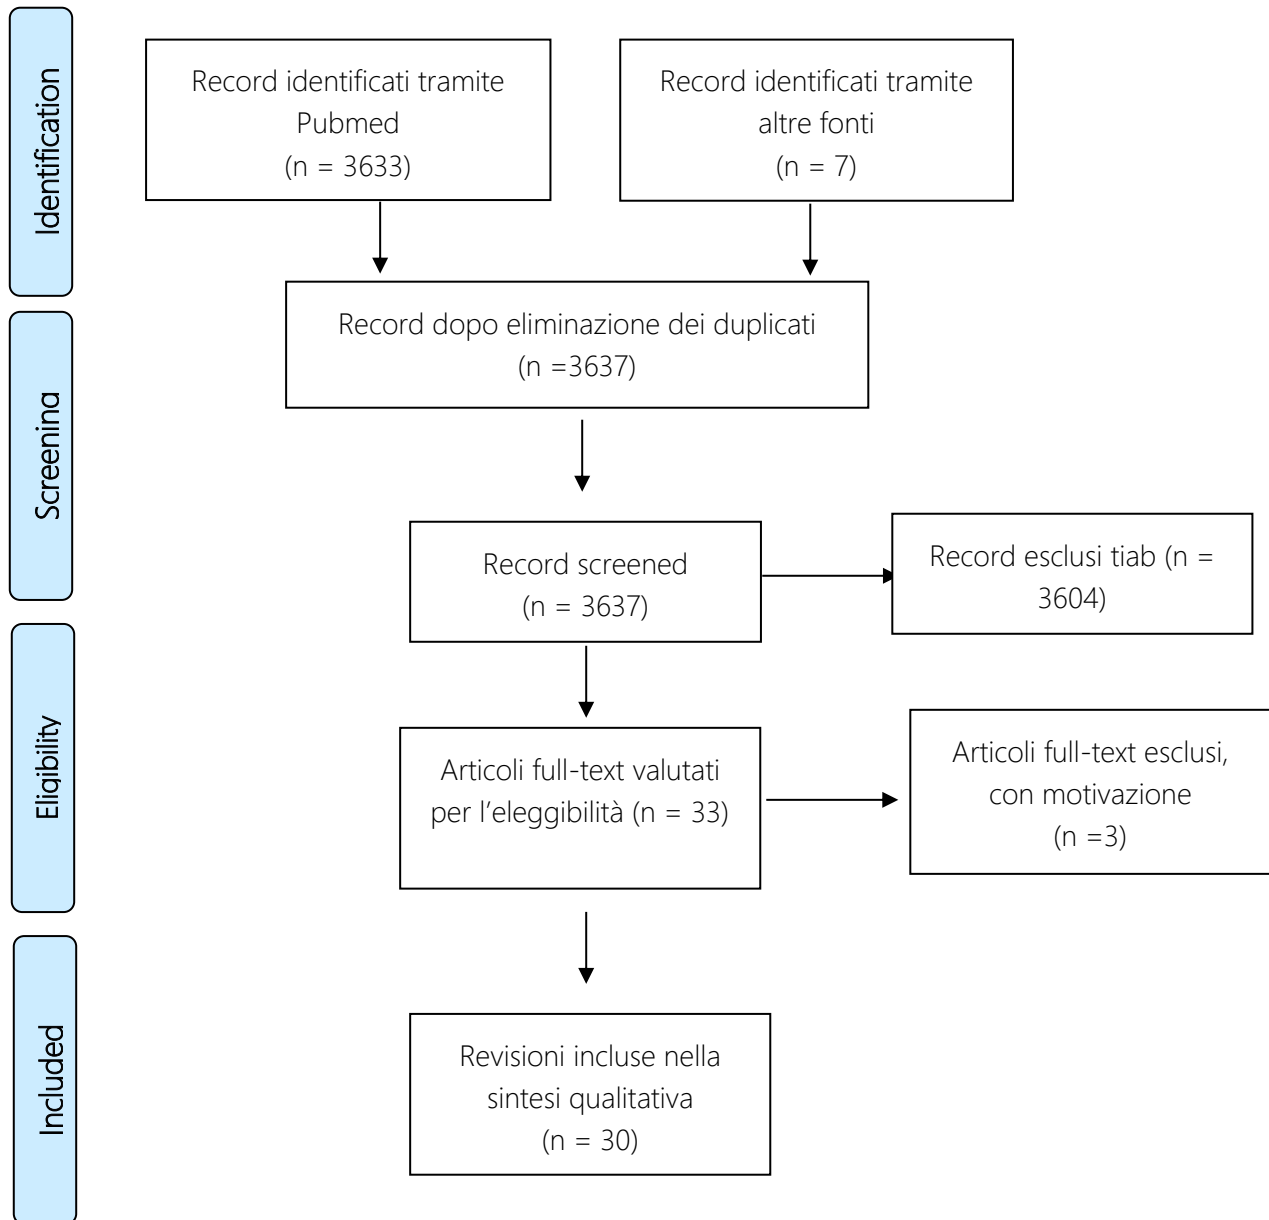 Identification
Record identificati tramite
Pubmed
(n = 3633)
Record identificati tramite
altre fonti
(n = 7)
Record dopo eliminazione dei duplicati
(n =3637)
Screening
Record screened
(n = 3637)
Record esclusi tiab (n =
3604)
Eligibility
Articoli full-text valutati
per l’eleggibilità (n = 33)
Articoli full-text esclusi,
con motivazione
(n =3)
Included
Revisioni incluse nella
sintesi qualitativa
(n = 30)